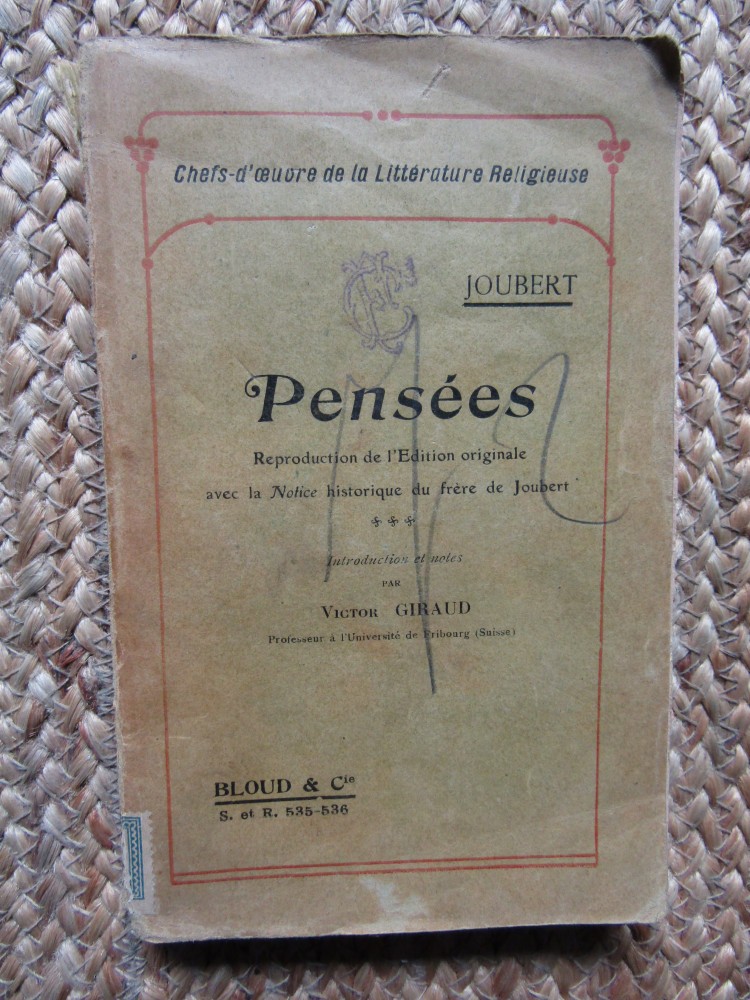 Chefs-d'œuvre de la Littérature Religieuse
JOUBERT
Pensées
Reproduction de l'Edition originale
avec la Notice historique du frère de Joubert
Introduction et notes
PAR
VICTOR GIRAUD
Professeur à l'Université de Fribourg (Suisse)
BLOUD & Cie
S. et R. 535-536